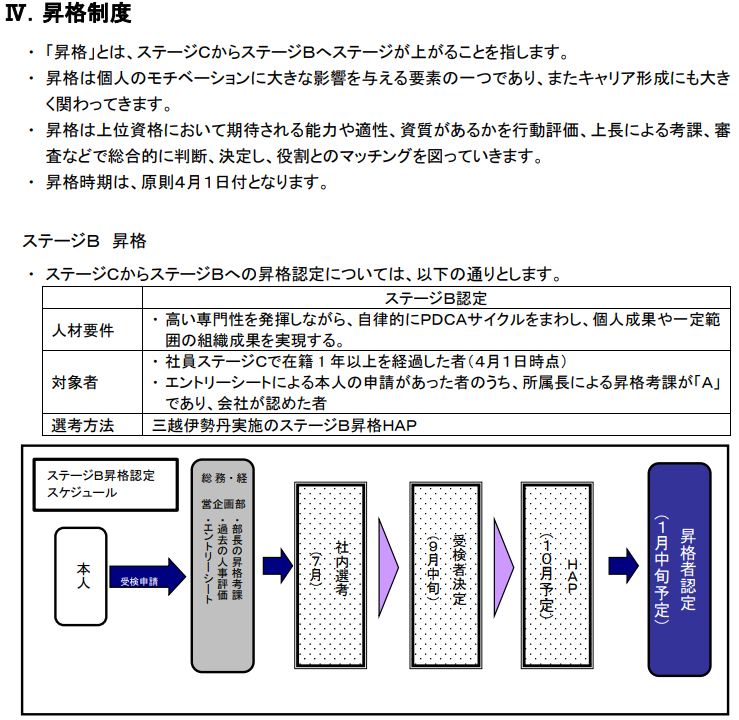 Ⅳ．昇格制度
・「昇格」とは、ステージCからステージBへステージが上がることを指します。
・ 昇格は個人のモチベーションに大きな影響を与える要素の一つであり、またキャリア形成にも大き
く関わってきます。
・ 昇格は上位資格において期待される能力や適性、資質があるかを行動評価、上長による考課、審
査などで総合的に判断、決定し、役割とのマッチングを図っていきます。
・ 昇格時期は、原則４月１日付となります。
ステージB 昇格
・ ステージCからステージBへの昇格認定については、以下の通りとします。
ステージB認定
人材要件
・ 高い専門性を発揮しながら、自律的にPDCAサイクルをまわし、個人成果や一定範
囲の組織成果を実現する。
対象者
・ 社員ステージCで在籍１年以上を経過した者（４月１日時点）
・ エントリーシートによる本人の申請があった者のうち、所属長による昇格考課が「A」
であり、会社が認めた者
選考方法
三越伊勢丹実施のステージB昇格HAP
ステージB昇格認定
スケジュール
本人
受検申請
総務・経
営企画部
・部長の昇格考課
・過去の人事評価
・エントリーシート
社内選考
（７月）
受検者決定
（９月中旬）
HAP
（１０月予定）
昇格者認定
（１月中旬予定）